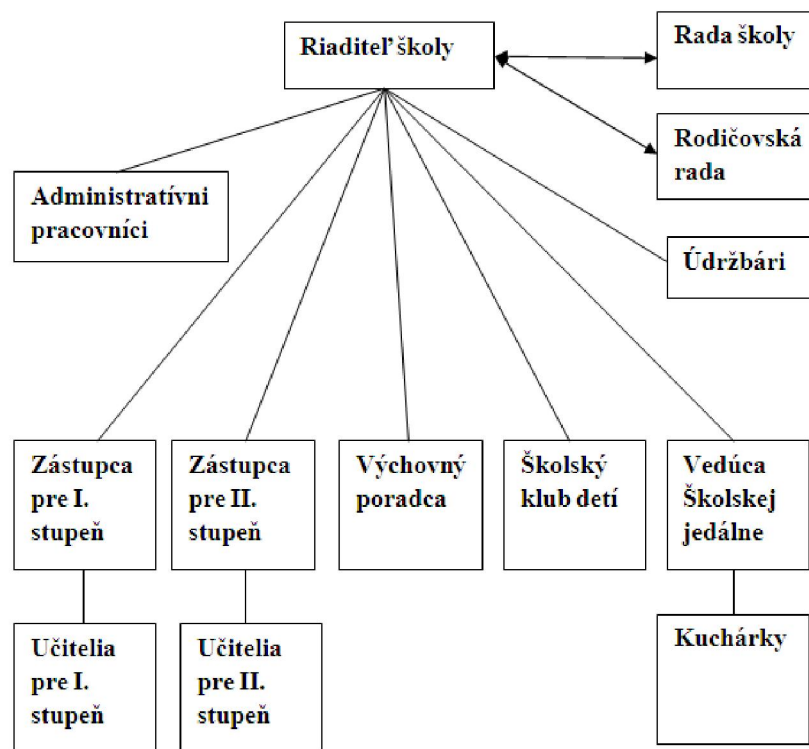 Riaditeľ školy
Rada školy
Rodičovská
rada
Administratívni
pracovníci
Údržbári
Zástupca
pre I.
stupeň
Zástupca
pre II.
stupeň
Výchovný
poradca
Školský
klub detí
Vedúca
Školskej
jedálne
Učitelia
pre I.
stupeň
Učitelia
pre II.
stupeň
Kuchárky